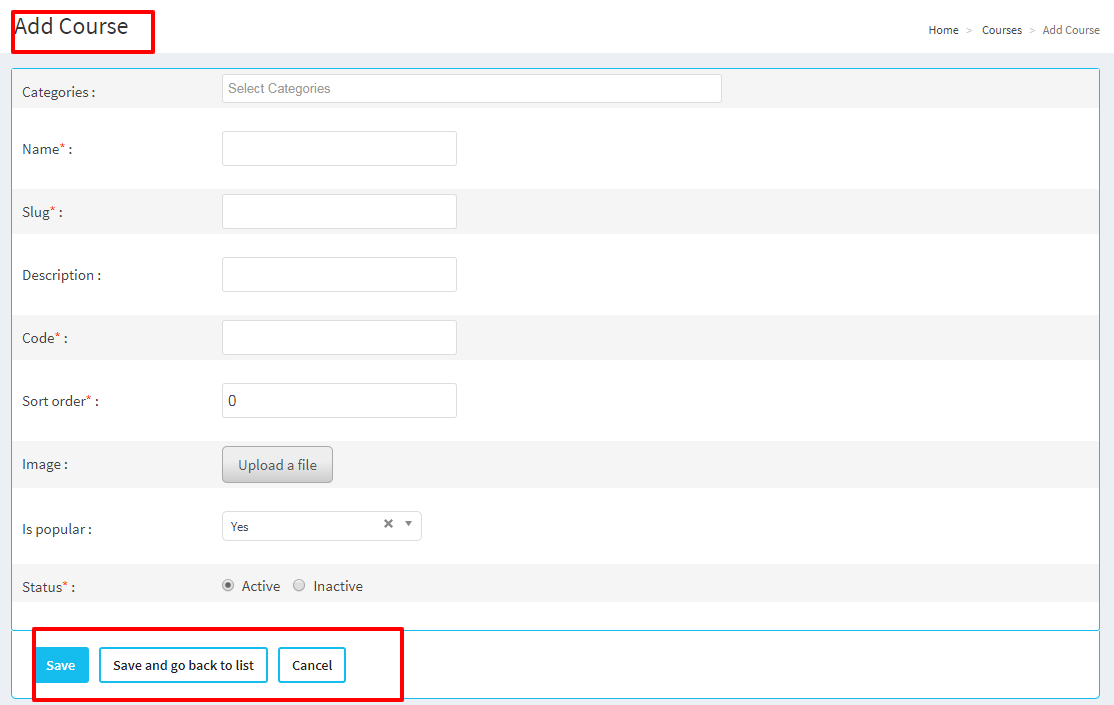 Add Course
Home > Courses > Add Course
Categories :
Select Categories
Name* :
Slug* :
Description :
Code* :
Sort order* :
0
Image :
Upload a file
Is popular :
Yes
Status* :
Active Inactive
Save Save and go back to list Cancel